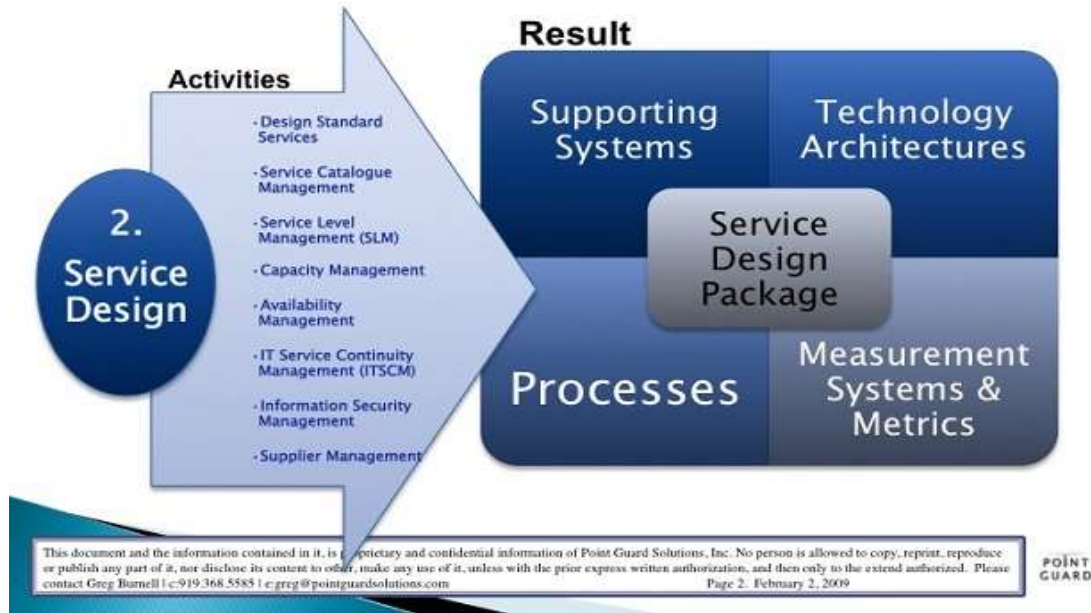 Result
Activities
2.
Service
Design
·Design Standard
Services
·Service Catalogue
Management
·Service Level
Management (SLM)
·Capacity Management
·Availability
Management
·IT Service Continuity
Management (ITSCM)
·Information Security
Management
·Supplier Management
Supporting
Systems
Technology
Architectures
Service
Design
Package
Processes
Measurement
Systems &
Metrics
This document and the information contained in it, is proprietary and confidential information of Point Guard Solutions, Inc. No person is allowed to copy, reprint, reproduce
or publish any part of it, nor disclose its content to other, make any use of it, unless with the prior express written authorization, and then only to the extend authorized. Please
contact Greg Burnell | c:919.368.5585 | e:greg@pointguardsolutions.com Page 2. February 2, 2009
POINT
GUARD